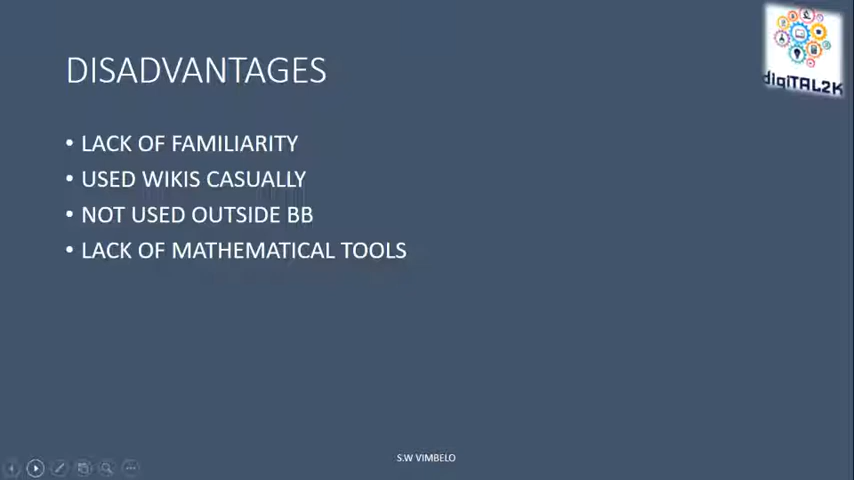 DISADVANTAGES
• LACK OF FAMILIARITY
• USED WIKIS CASUALLY
• NOT USED OUTSIDE BB
• LACK OF MATHEMATICAL TOOLS
digiTAL2K
S.W VIMBELO